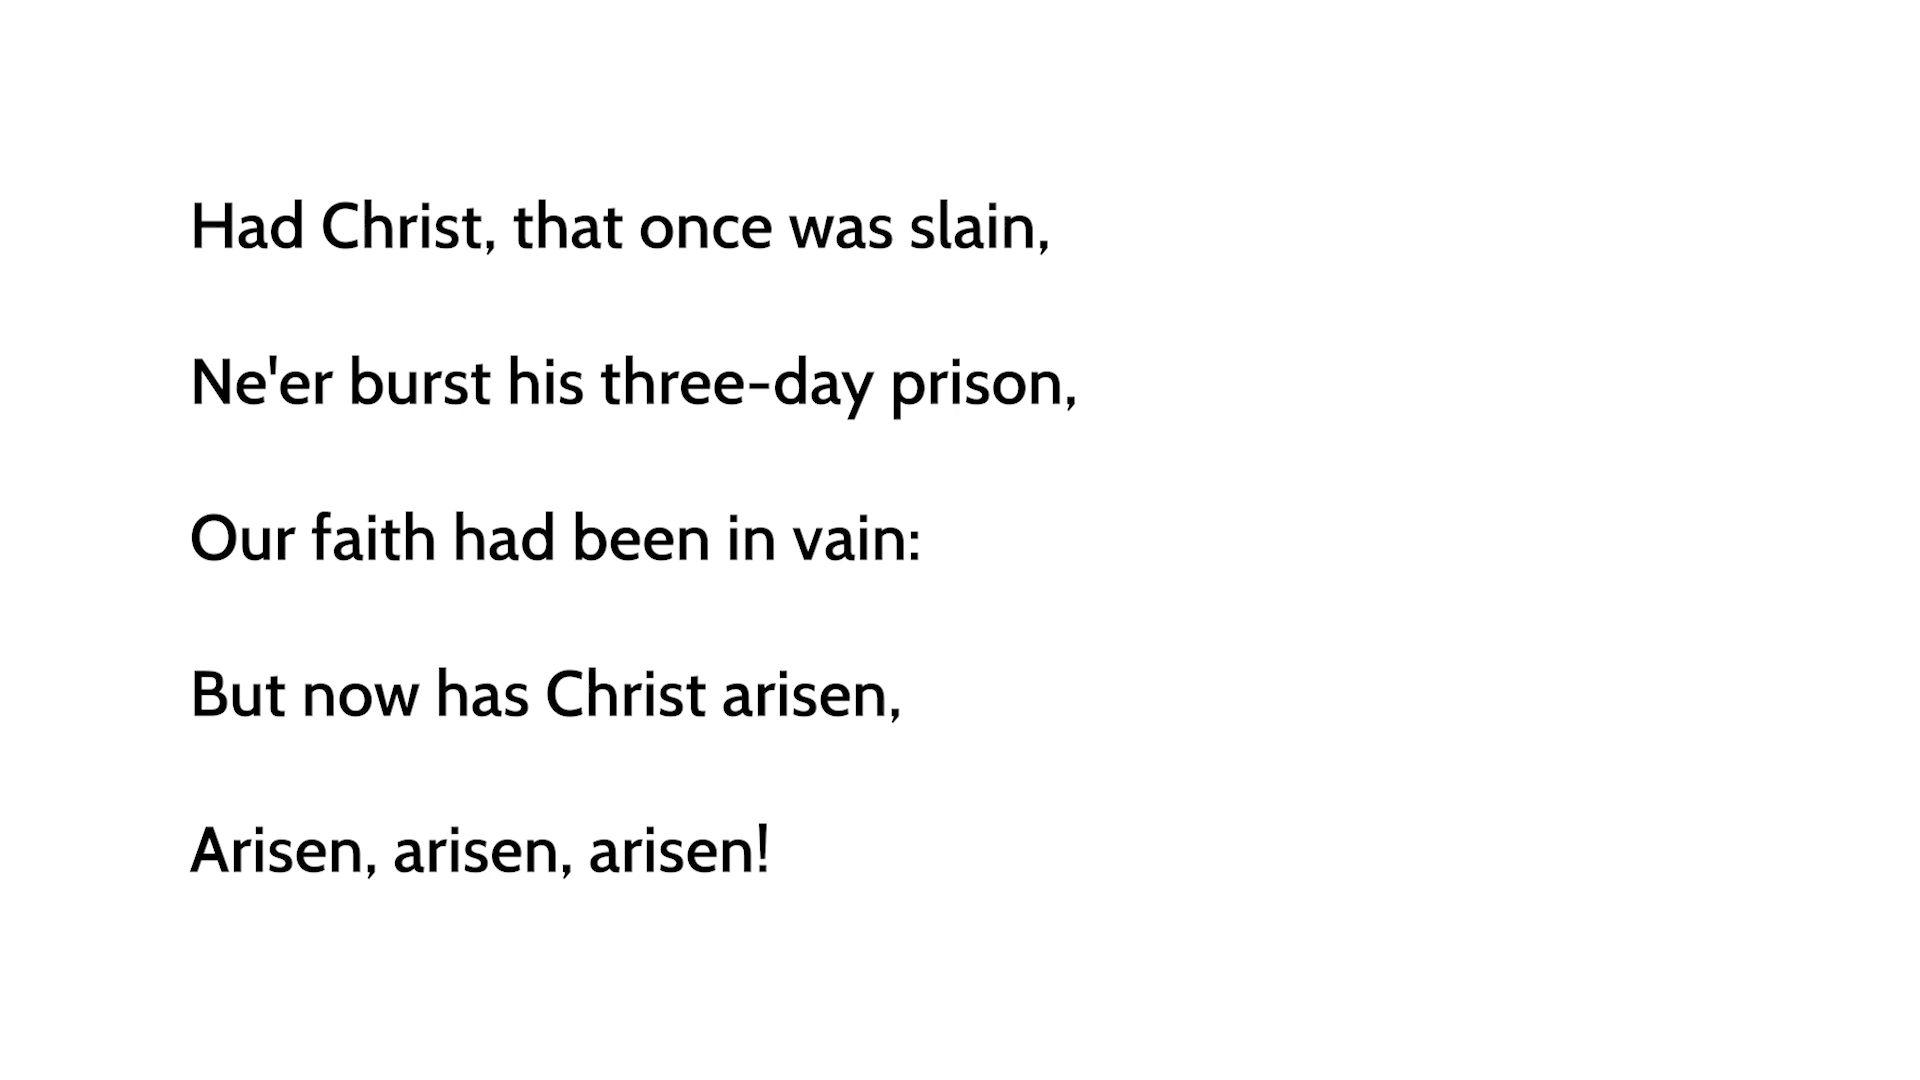 Had Christ, that once was slain,
Ne'er burst his three-day prison,
Our faith had been in vain:
But now has Christ arisen,
Arisen, arisen, arisen!